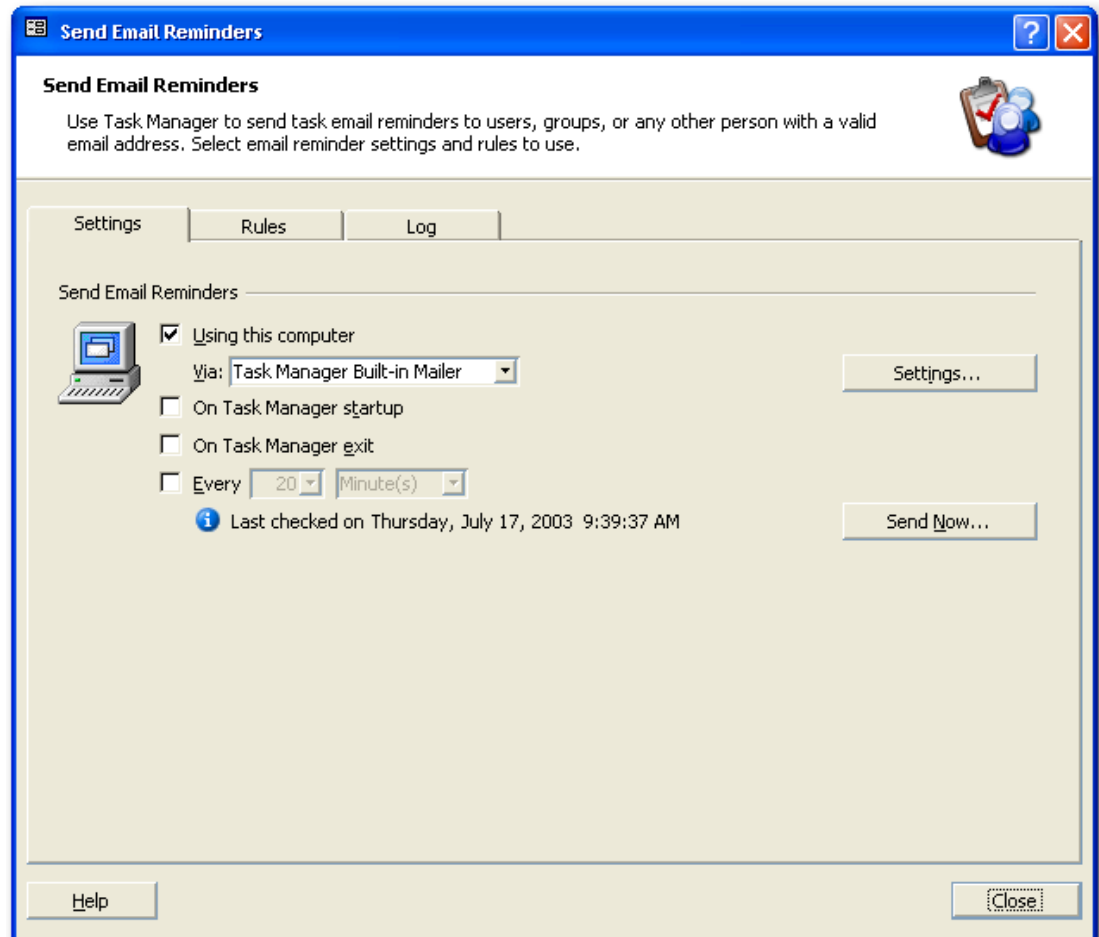 Send Email Reminders
Send Email Reminders
Use Task Manager to send task email reminders to users, groups, or any other person with a valid
email address. Select email reminder settings and rules to use.
Settings Rules Log
Send Email Reminders
Using this computer
Via: Task Manager Built-in Mailer Settings...
On Task Manager startup
On Task Manager exit
Every 20 Minute(s)
Last checked on Thursday, July 17, 2003 9:39:37 AM Send Now...
Help Close